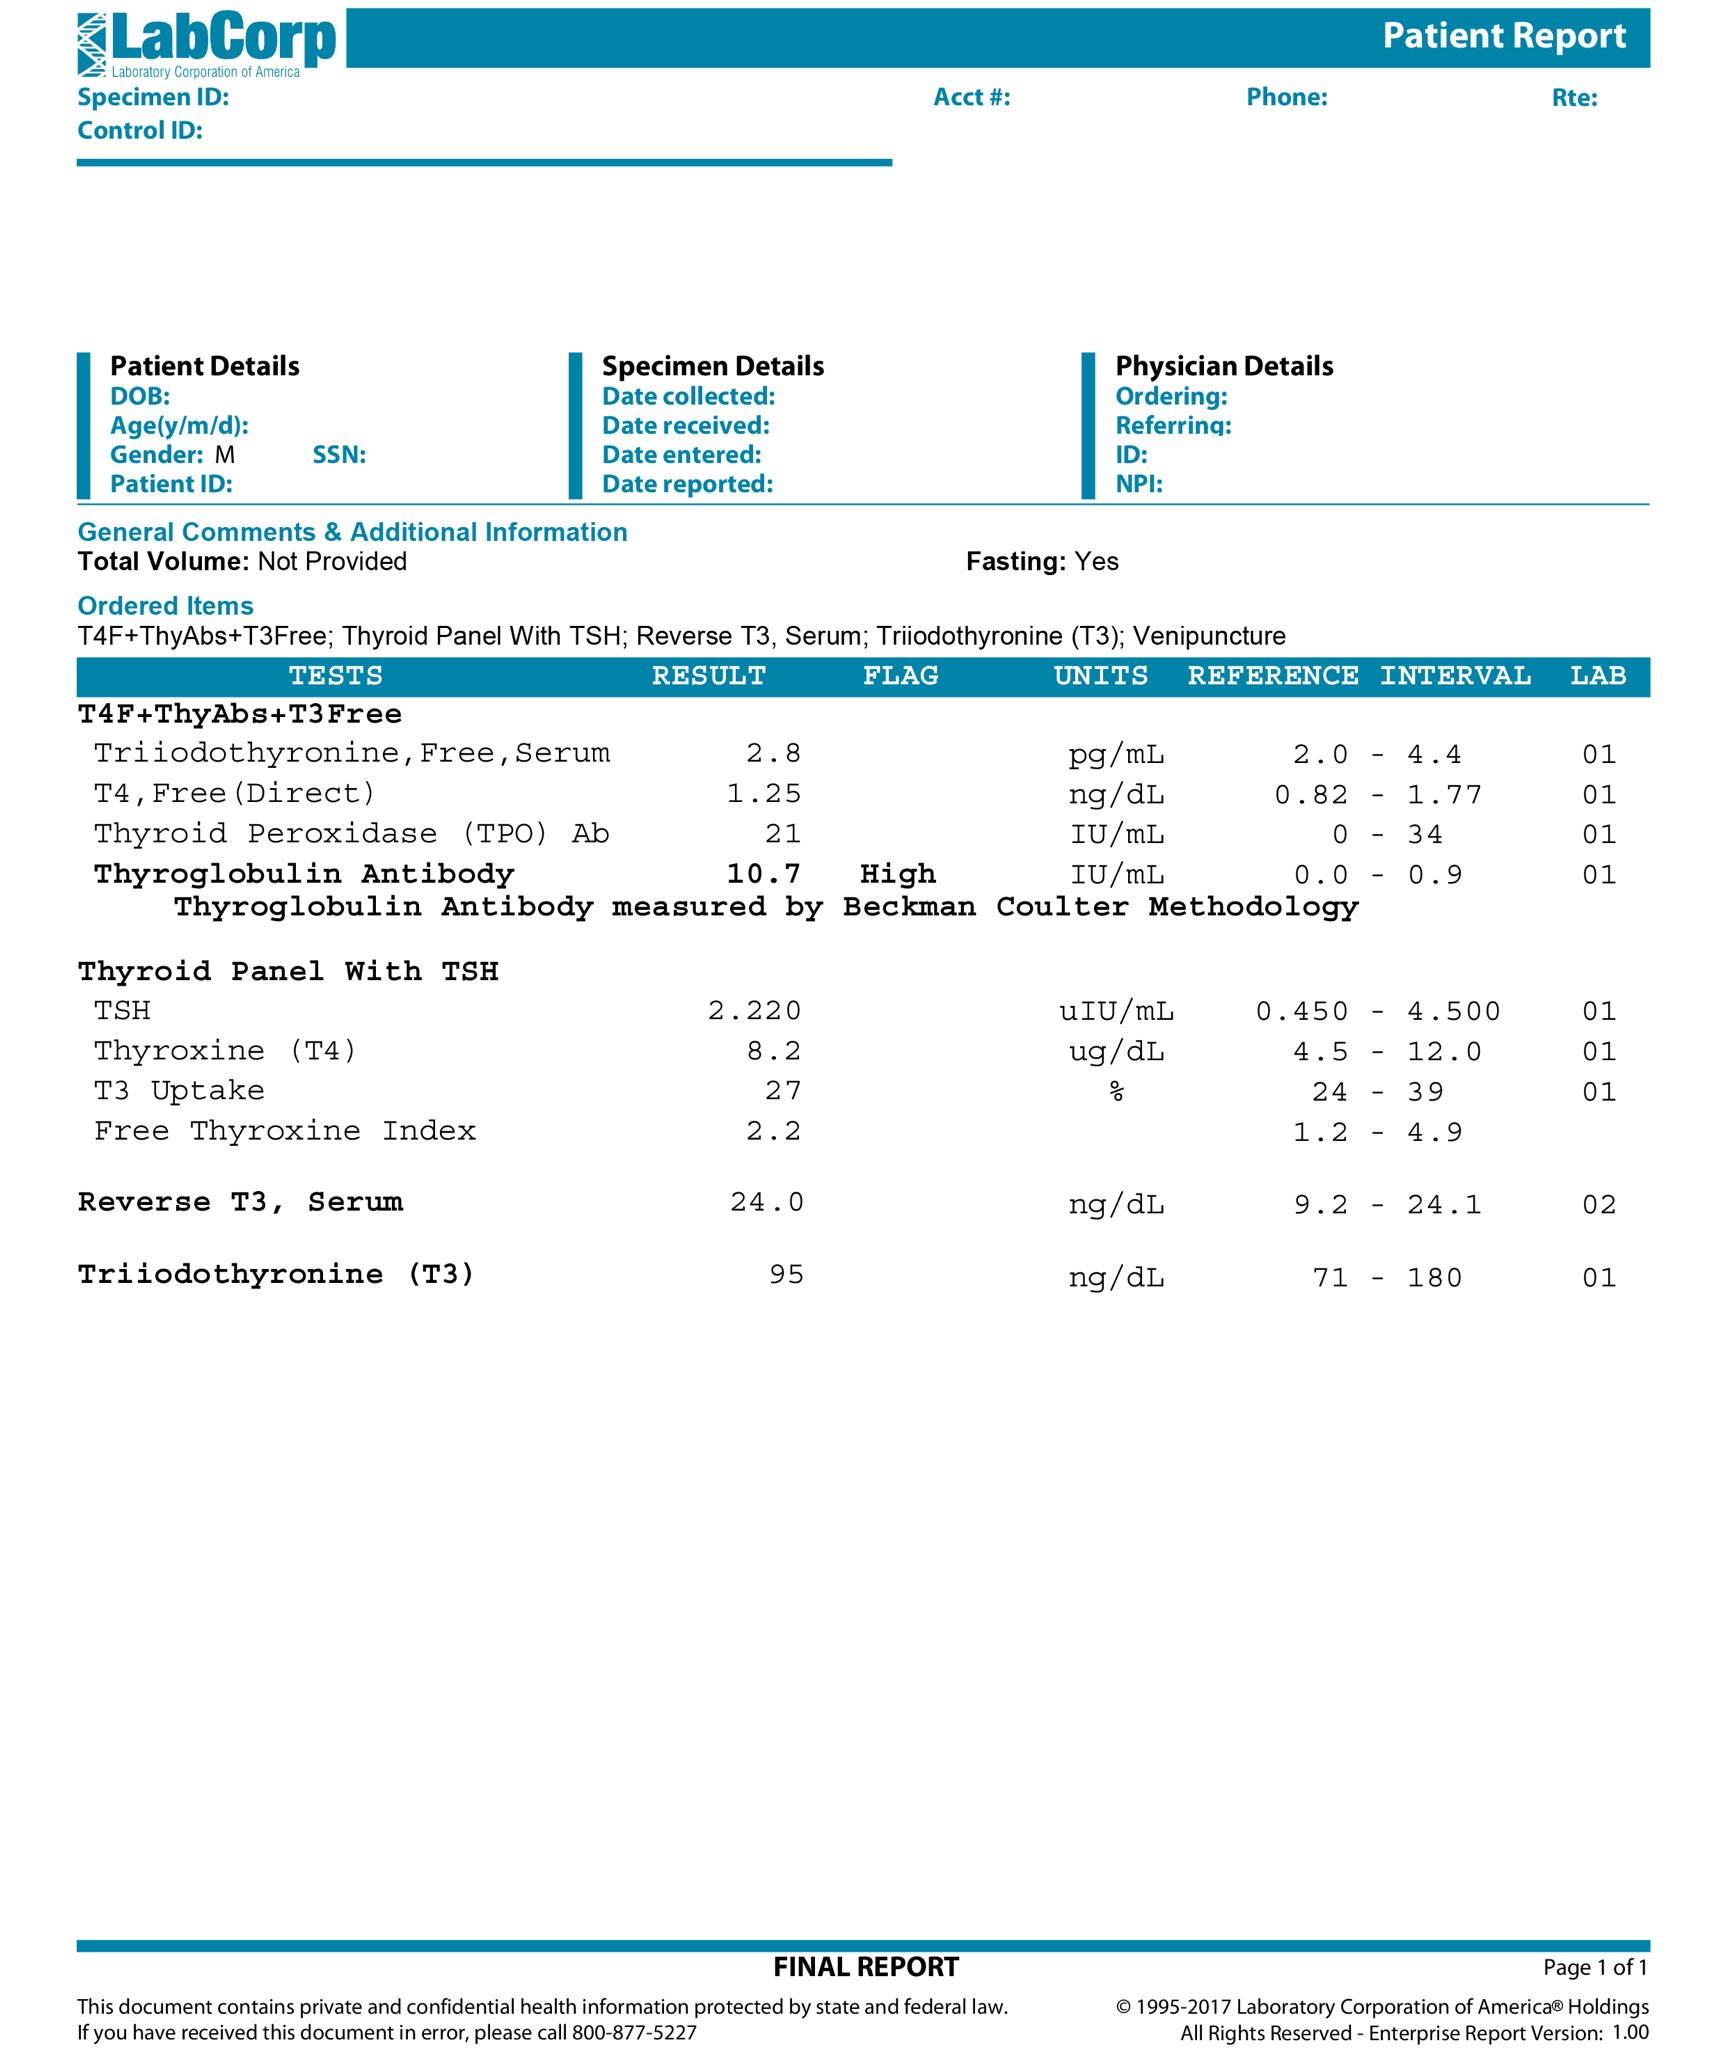 LabCorp
Laboratory Corporation of America
Patient Report
Specimen ID: Acct #: Phone: Rte:
Control ID:
Patient Details
DOB:
Age(y/m/d):
Gender: M SSN:
Patient ID:
Specimen Details
Date collected:
Date received:
Date entered:
Date reported:
Physician Details
Ordering:
Referring:
ID:
NPI:
General Comments & Additional Information
Total Volume: Not Provided Fasting: Yes
Ordered Items
T4F+ThyAbs+T3Free; Thyroid Panel With TSH; Reverse T3, Serum; Triiodothyronine (T3); Venipuncture
TESTS RESULT FLAG UNITS REFERENCE INTERVAL LAB
T4F+ThyAbs+T3Free
Triiodothyronine,Free,Serum 2.8 pg/mL 2.0 - 4.4 01
T4,Free(Direct) 1.25 ng/dL 0.82 - 1.77 01
Thyroid Peroxidase (TPO) Ab 21 IU/mL 0 - 34 01
Thyroglobulin Antibody 10.7 High IU/mL 0.0 - 0.9 01
Thyroglobulin Antibody measured by Beckman Coulter Methodology
Thyroid Panel With TSH
TSH 2.220 uIU/mL 0.450 - 4.500 01
Thyroxine (T4) 8.2 ug/dL 4.5 - 12.0 01
T3 Uptake 27 % 24 - 39 01
Free Thyroxine Index 2.2 1.2 - 4.9
Reverse T3, Serum 24.0 ng/dL 9.2 - 24.1 02
Triiodothyronine (T3) 95 ng/dL 71 - 180 01
FINAL REPORT Page 1 of 1
This document contains private and confidential health information protected by state and federal law.
If you have received this document in error, please call 800-877-5227
© 1995-2017 Laboratory Corporation of America® Holdings
All Rights Reserved - Enterprise Report Version: 1.00